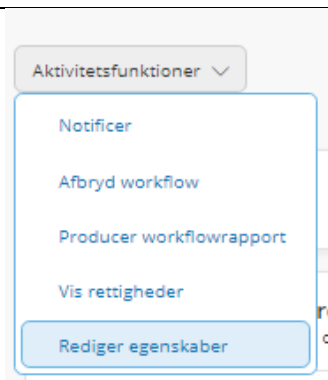 Aktivitetsfunktioner
Notificer
Afbryd workflow
Producer workflowrapport
Vis rettigheder
Rediger egenskaber